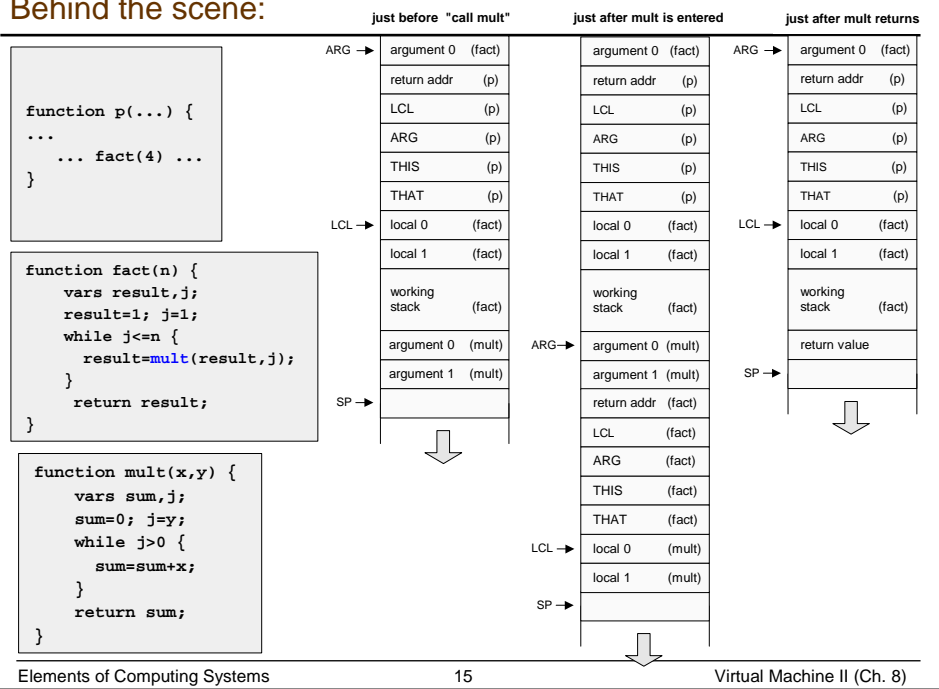 Behind the scene:
function p(...) {
...
... fact(4) ...
}
function fact(n) {
vars result,j;
result=1; j=1;
while j<=n {
result=mult(result,j);
}
return result;
}
function mult(x,y) {
vars sum,j;
sum=0; j=y;
while j>0 {
sum=sum+x;
}
return sum;
}
just before "call mult"
ARG
argument 0 (fact)
return addr (p)
LCL (p)
ARG (p)
THIS (p)
THAT (p)
LCL
local 0 (fact)
local 1 (fact)
working
stack (fact)
argument 0 (mult)
argument 1 (mult)
SP
just after mult is entered
argument 0 (fact)
return addr (p)
LCL (p)
ARG (p)
THIS (p)
THAT (p)
local 0 (fact)
local 1 (fact)
working
stack (fact)
ARG
argument 0 (mult)
argument 1 (mult)
return addr (fact)
LCL (fact)
ARG (fact)
THIS (fact)
THAT (fact)
LCL
local 0 (mult)
local 1 (mult)
SP
just after mult returns
ARG
argument 0 (fact)
return addr (p)
LCL (p)
ARG (p)
THIS (p)
THAT (p)
LCL
local 0 (fact)
local 1 (fact)
working
stack (fact)
return value
SP
Elements of Computing Systems
15
Virtual Machine II (Ch. 8)